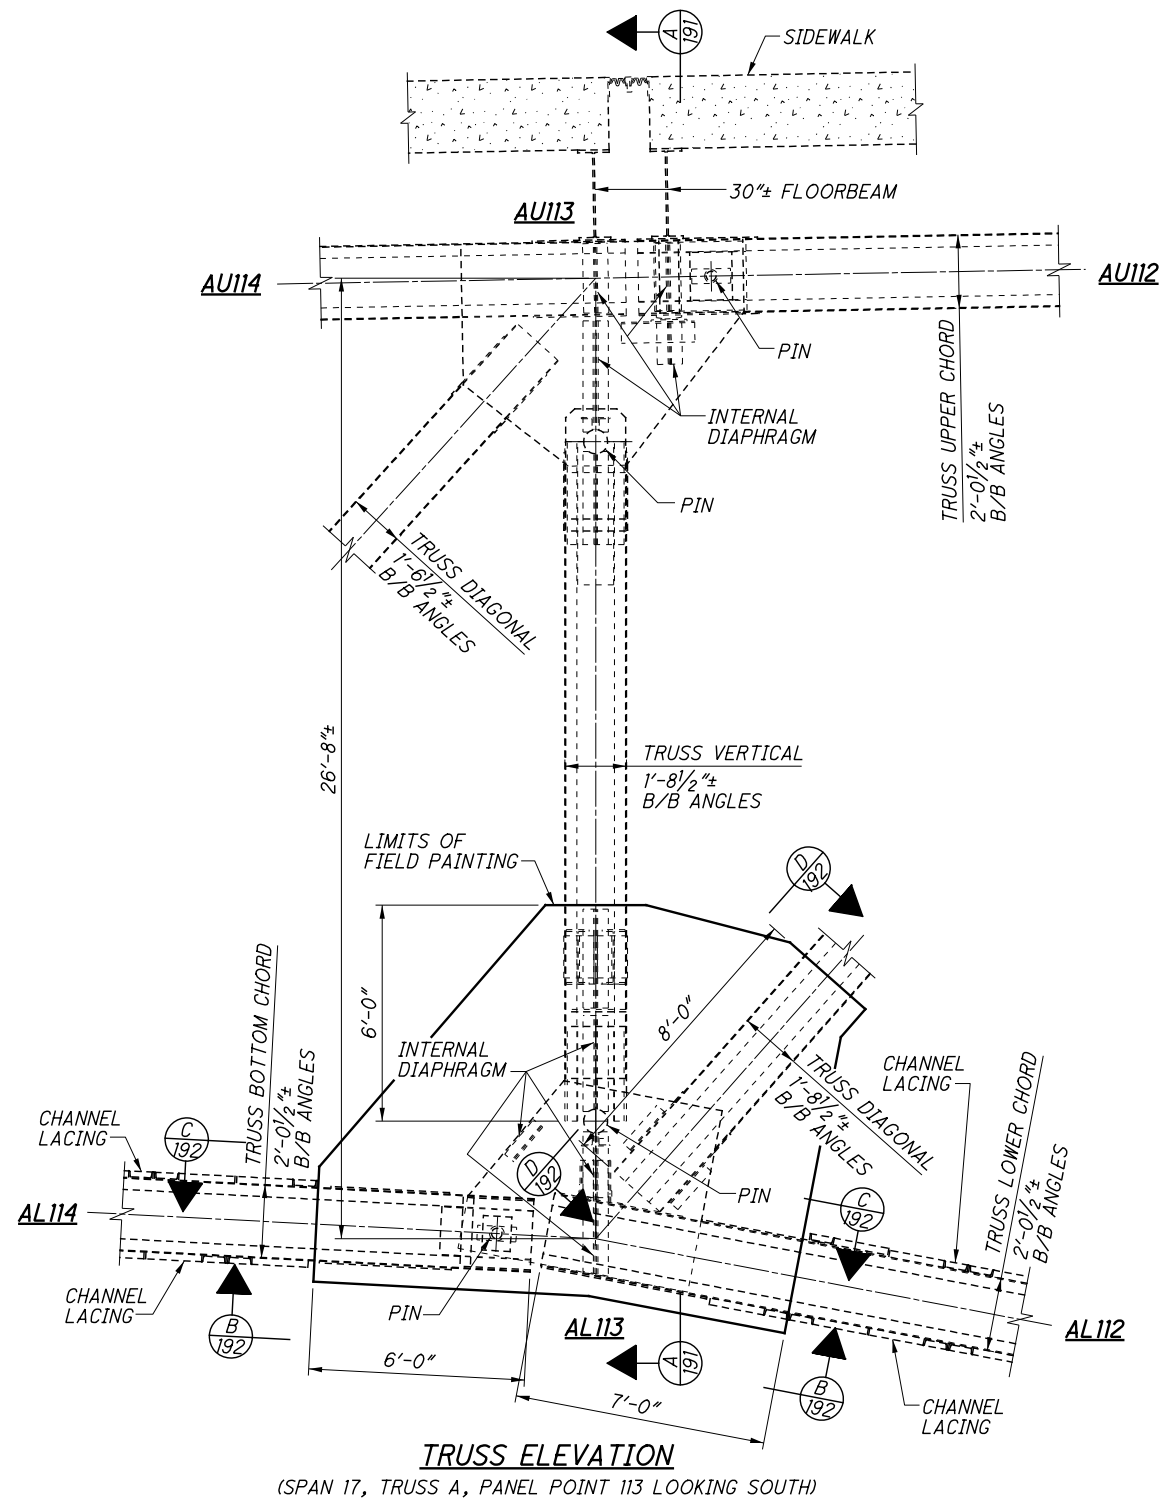 A
191
SIDEWALK
30"± FLOORBEAM
AU113
AU114
AU112
PIN
INTERNAL
DIAPHRAGM
TRUSS UPPER CHORD
2'-0½"±
B/B ANGLES
PIN
TRUSS DIAGONAL
1'-6½"±
B/B ANGLES
26'-8"±
TRUSS VERTICAL
1'-8½"±
B/B ANGLES
LIMITS OF
FIELD PAINTING
D
192
6'-0"
8'-0"
TRUSS BOTTOM CHORD
2'-0½"±
B/B ANGLES
INTERNAL
DIAPHRAGM
TRUSS DIAGONAL
1'-8½"±
B/B ANGLES
CHANNEL
LACING
TRUSS LOWER CHORD
2'-0½"±
B/B ANGLES
CHANNEL
LACING
C
192
D
192
PIN
C
192
AL114
CHANNEL
LACING
PIN
B
192
AL113
AL112
6'-0"
A
191
B
192
7'-0"
CHANNEL
LACING
TRUSS ELEVATION
(SPAN 17, TRUSS A, PANEL POINT 113 LOOKING SOUTH)